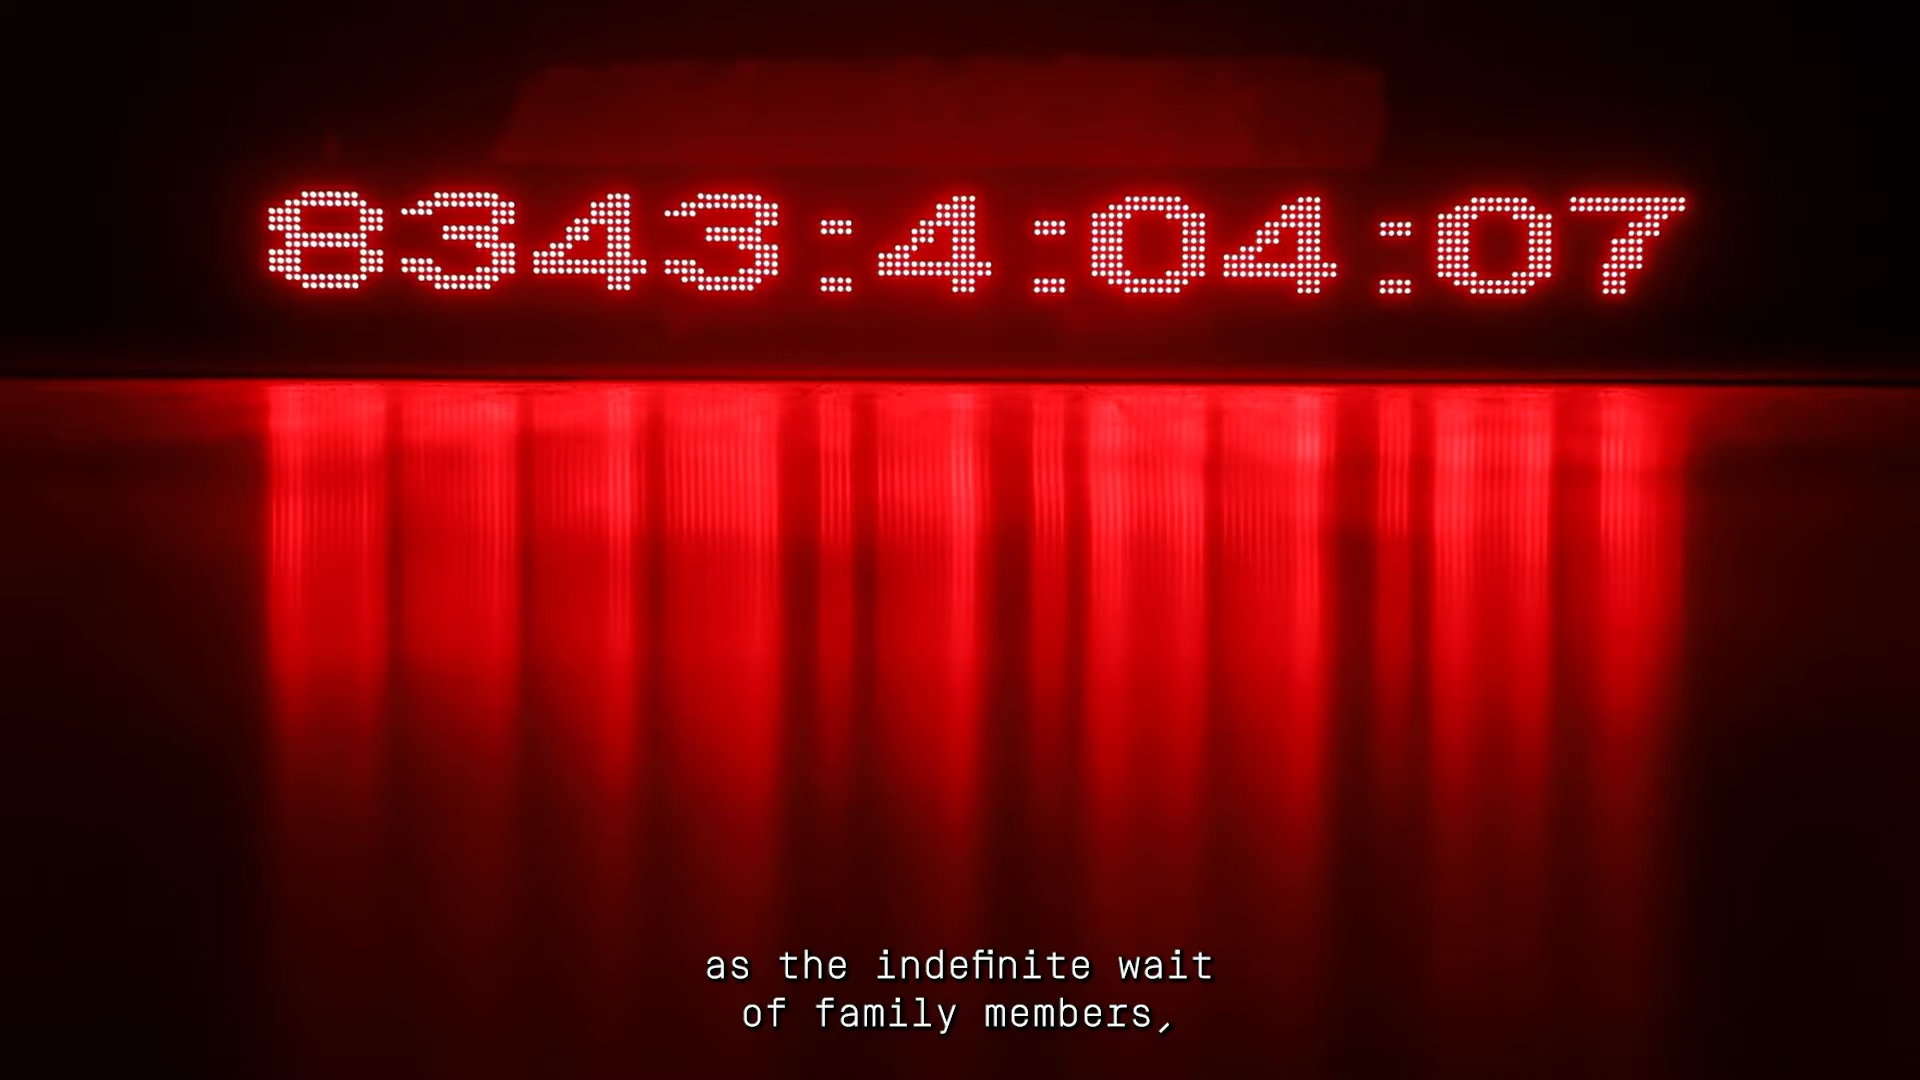 8343:4:04:07
as the indefinite wait
of family members,